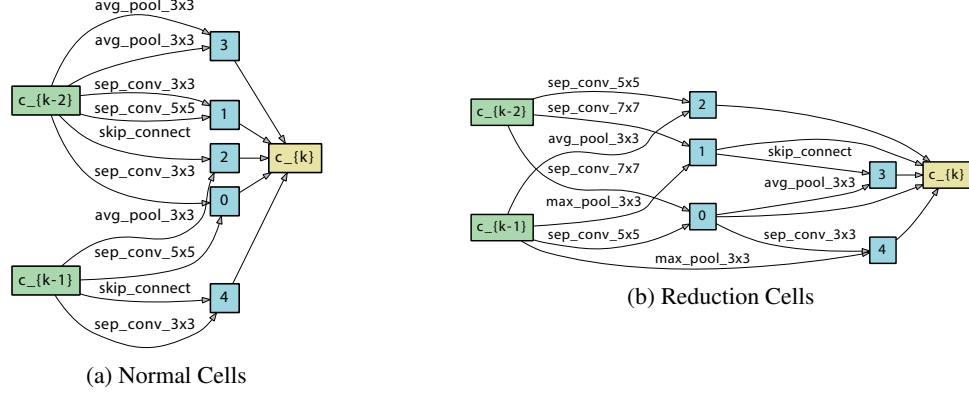 avg_pool_3x3
avg_pool_3x3
3
sep_conv_3x3
c_{k-2}
sep_conv_5x5
1
skip_connect
2
c_{k}
sep_conv_3x3
0
avg_pool_3x3
sep_conv_5x5
c_{k-1}
skip_connect
4
sep_conv_3x3
(a) Normal Cells
sep_conv_5x5
c_{k-2}
sep_conv_7x7
2
avg_pool_3x3
1
skip_connect
sep_conv_7x7
3
c_{k}
avg_pool_3x3
max_pool_3x3
0
c_{k-1}
sep_conv_5x5
sep_conv_3x3
4
max_pool_3x3
(b) Reduction Cells